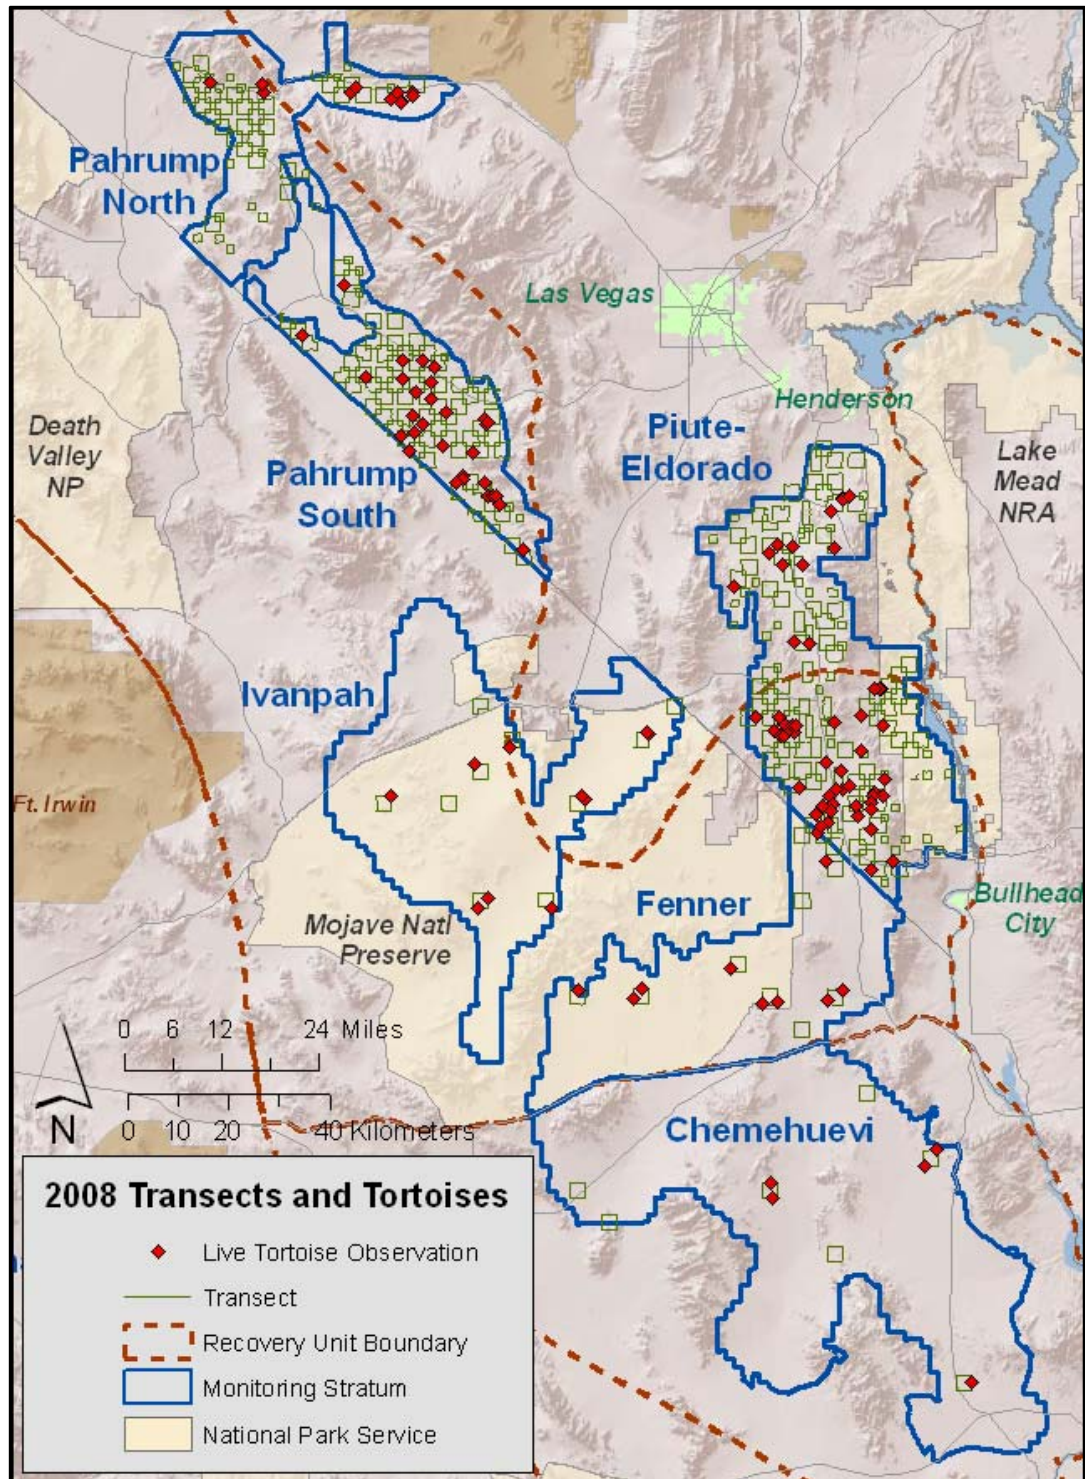 Pahrump
North
Las Vegas
Henderson
Death
Valley
NP
Piute-
Eldorado
Lake
Mead
NRA
Pahrump
South
Ivanpah
Ft. Irwin
Fenner
Bullhead
City
Mojave Natl
Preserve
0 6 12 24 Miles
N
0 10 20 40 Kilometers
Chemehuevi
2008 Transects and Tortoises
Live Tortoise Observation
Transect
Recovery Unit Boundary
Monitoring Stratum
National Park Service